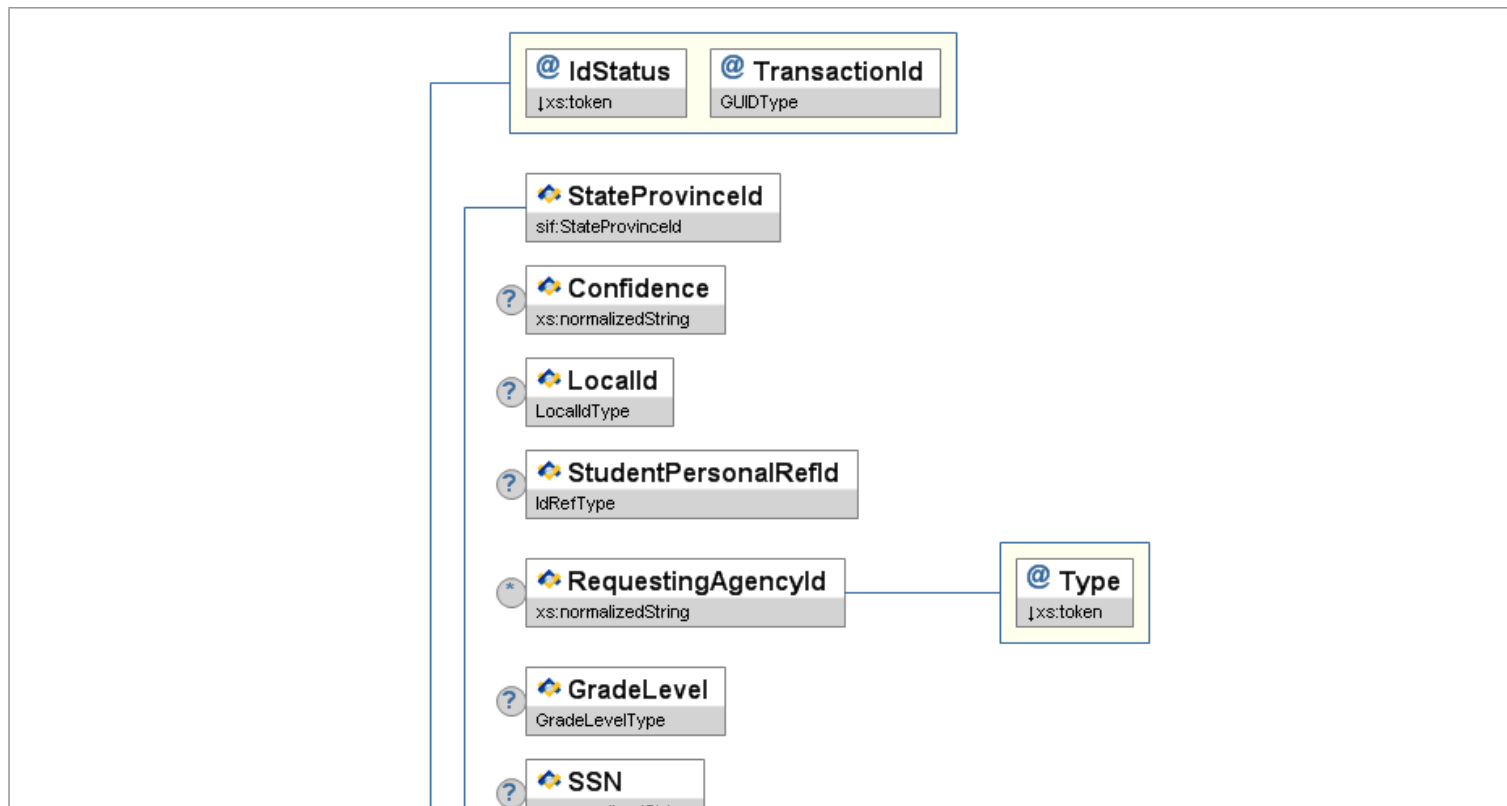 @ IdStatus
↓xs:token
@ TransactionId
GUIDType
StateProvinceId
sif:StateProvinceId
? Confidence
xs:normalizedString
? LocalId
LocalIdType
? StudentPersonalRefId
IdRefType
* RequestingAgencyId
xs:normalizedString
@ Type
↓xs:token
? GradeLevel
GradeLevelType
? SSN